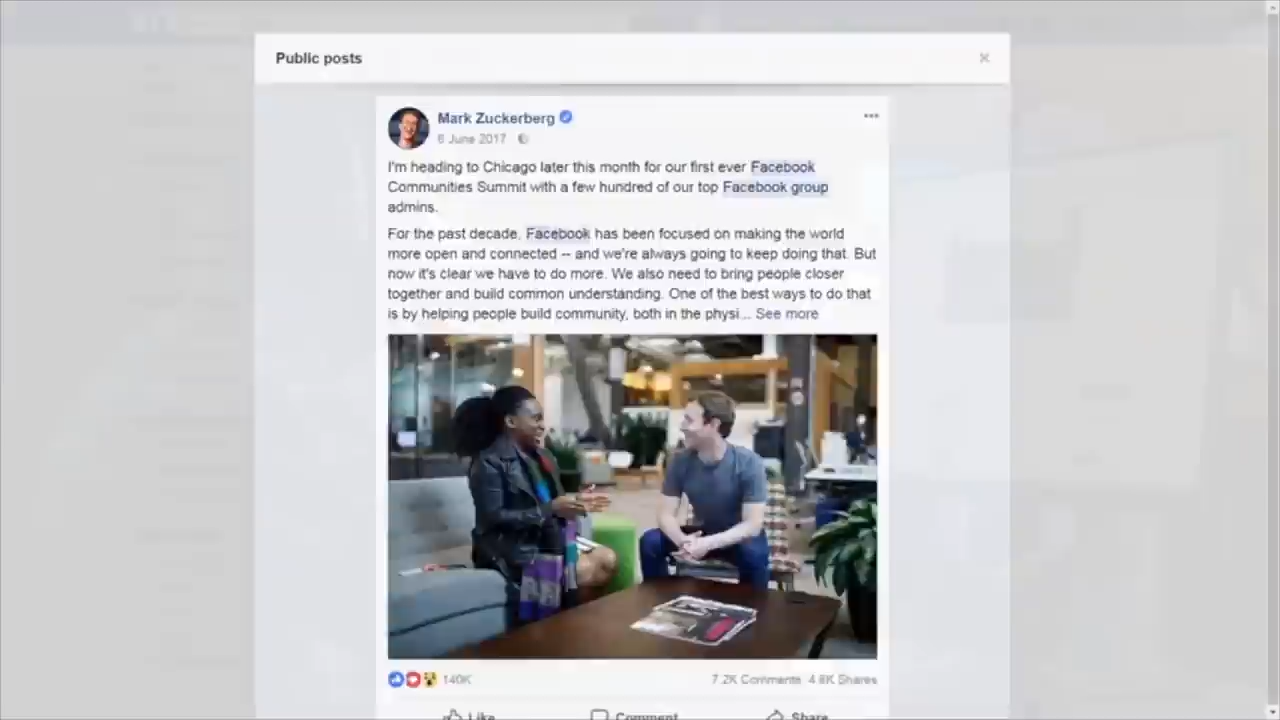 Public posts
Mark Zuckerberg
6 June 2017
I'm heading to Chicago later this month for our first ever Facebook
Communities Summit with a few hundred of our top Facebook group
admins.
For the past decade, Facebook has been focused on making the world
more open and connected -- and we're always going to keep doing that. But
now it's clear we have to do more. We also need to bring people closer
together and build common understanding. One of the best ways to do that
is by helping people build community, both in the physi... See more
140K 7.2K Comments 4.8K Shares
Like Comment Share